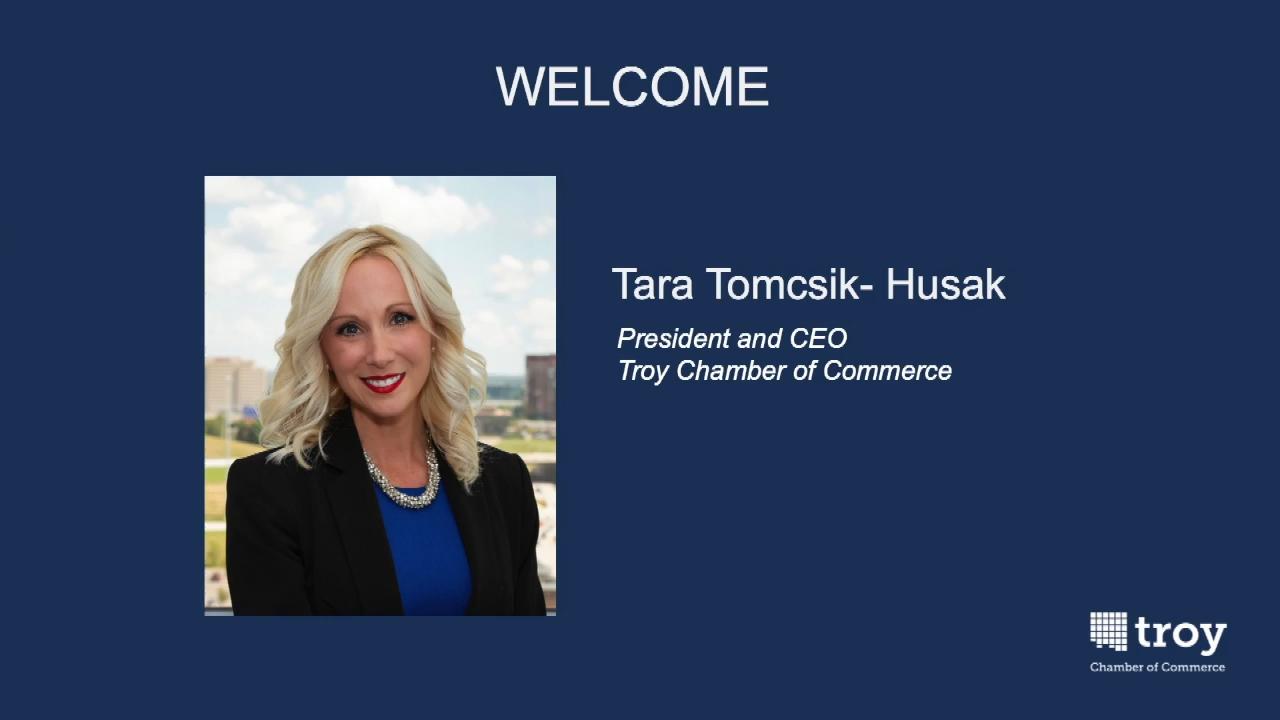 WELCOME
Tara Tomcsik- Husak
President and CEO
Troy Chamber of Commerce
troy
Chamber of Commerce